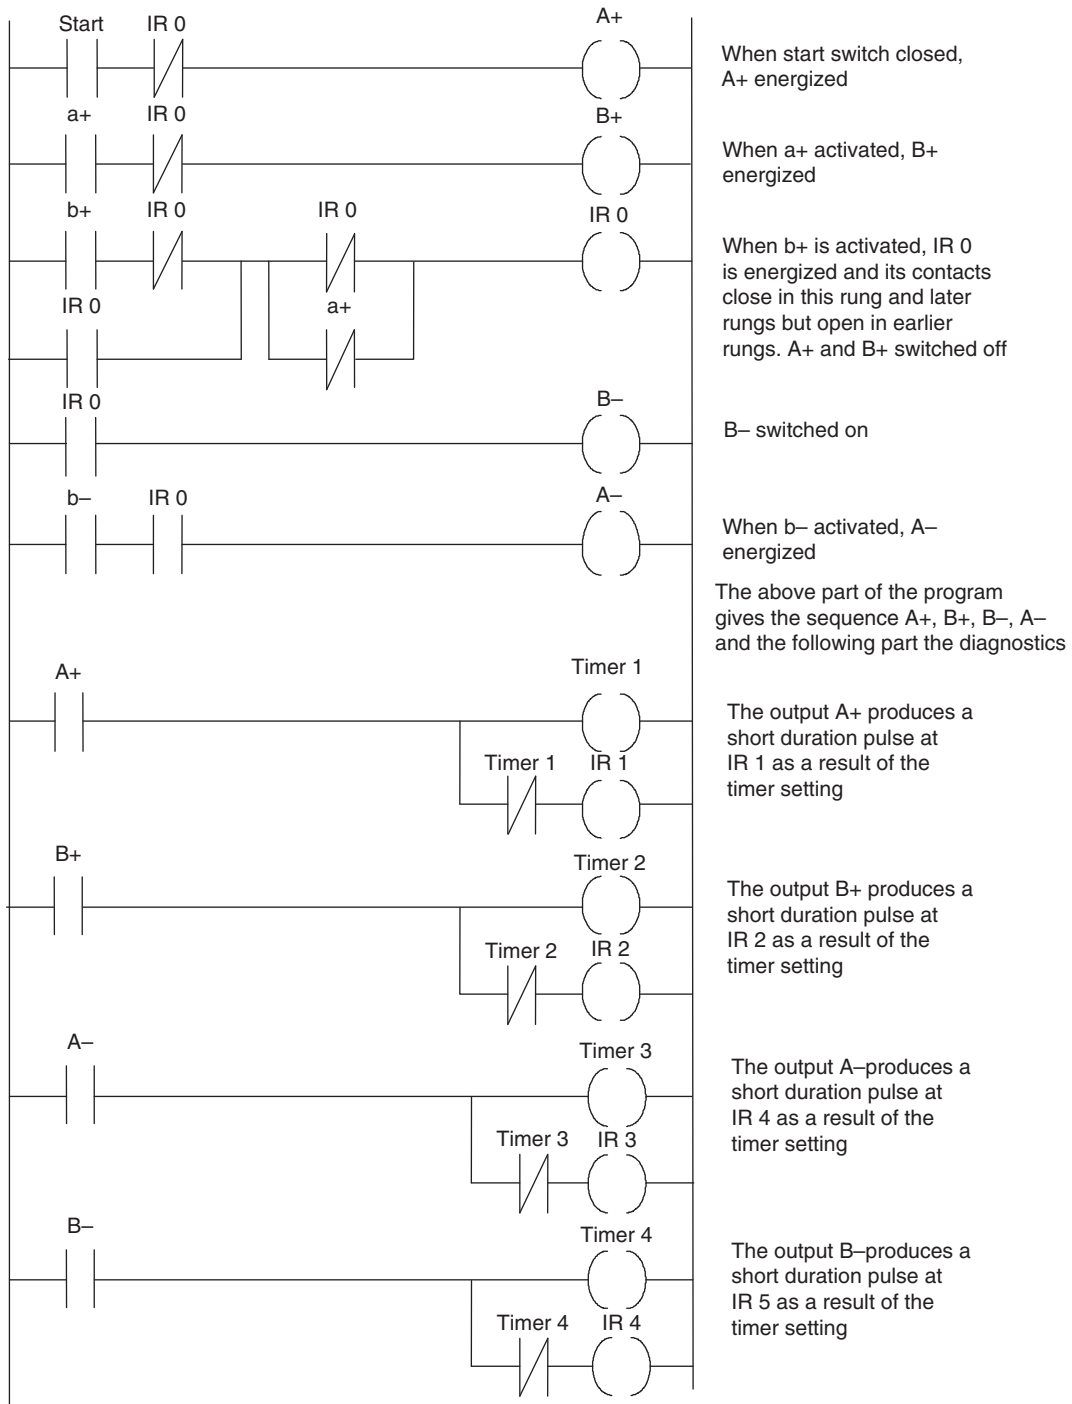 Start IR 0 A+
When start switch closed,
A+ energized
a+ IR 0 B+
When a+ activated, B+
energized
b+ IR 0 IR 0 IR 0
When b+ is activated, IR 0
is energized and its contacts
close in this rung and later
rungs but open in earlier
rungs. A+ and B+ switched off
IR 0 a+
IR 0 B–
B– switched on
b– IR 0 A–
When b– activated, A–
energized
The above part of the program
gives the sequence A+, B+, B–, A–
and the following part the diagnostics
A+ Timer 1
The output A+ produces a
short duration pulse at
IR 1 as a result of the
timer setting
Timer 1 IR 1
B+ Timer 2
The output B+ produces a
short duration pulse at
IR 2 as a result of the
timer setting
Timer 2 IR 2
A– Timer 3
The output A–produces a
short duration pulse at
IR 4 as a result of the
timer setting
Timer 3 IR 3
B– Timer 4
The output B–produces a
short duration pulse at
IR 5 as a result of the
timer setting
Timer 4 IR 4